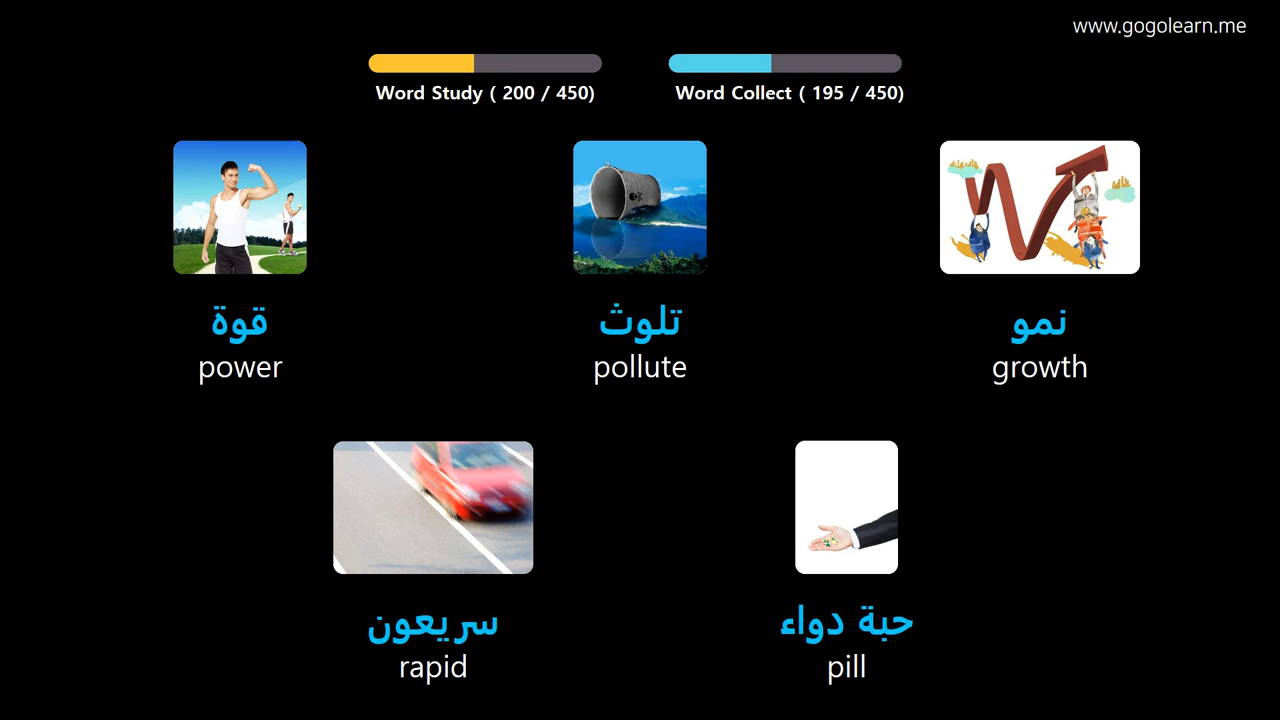 www.gogolearn.me
Word Study ( 200 / 450)
Word Collect ( 195 / 450)
قوة
power
تلوث
pollute
نمو
growth
سريعون
rapid
حبة دواء
pill